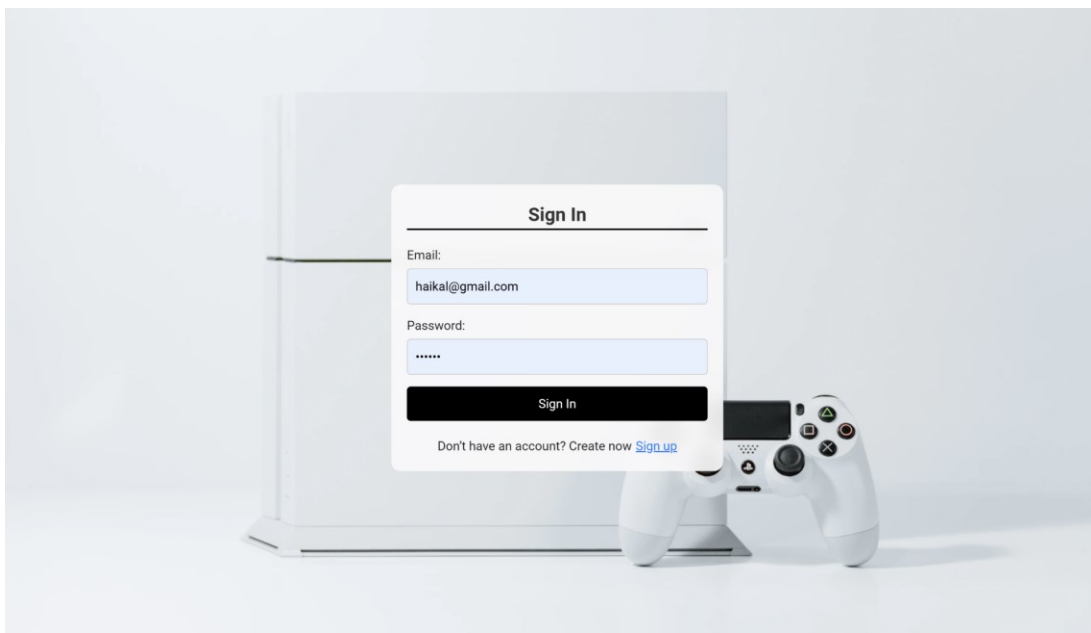 Sign In
Email:
haikal@gmail.com
Password:
••••••
Sign In
Don't have an account? Create now Sign up